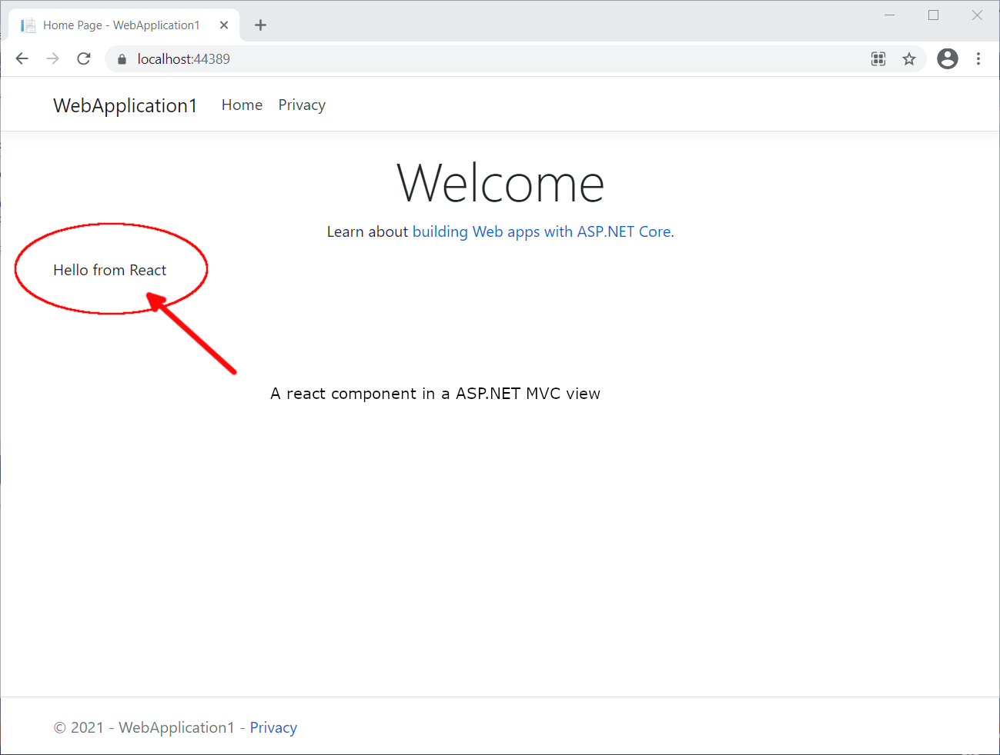 Home Page - WebApplication1
localhost:44389
WebApplication1 Home Privacy
Welcome
Learn about building Web apps with ASP.NET Core.
Hello from React
A react component in a ASP.NET MVC view
© 2021 - WebApplication1 - Privacy